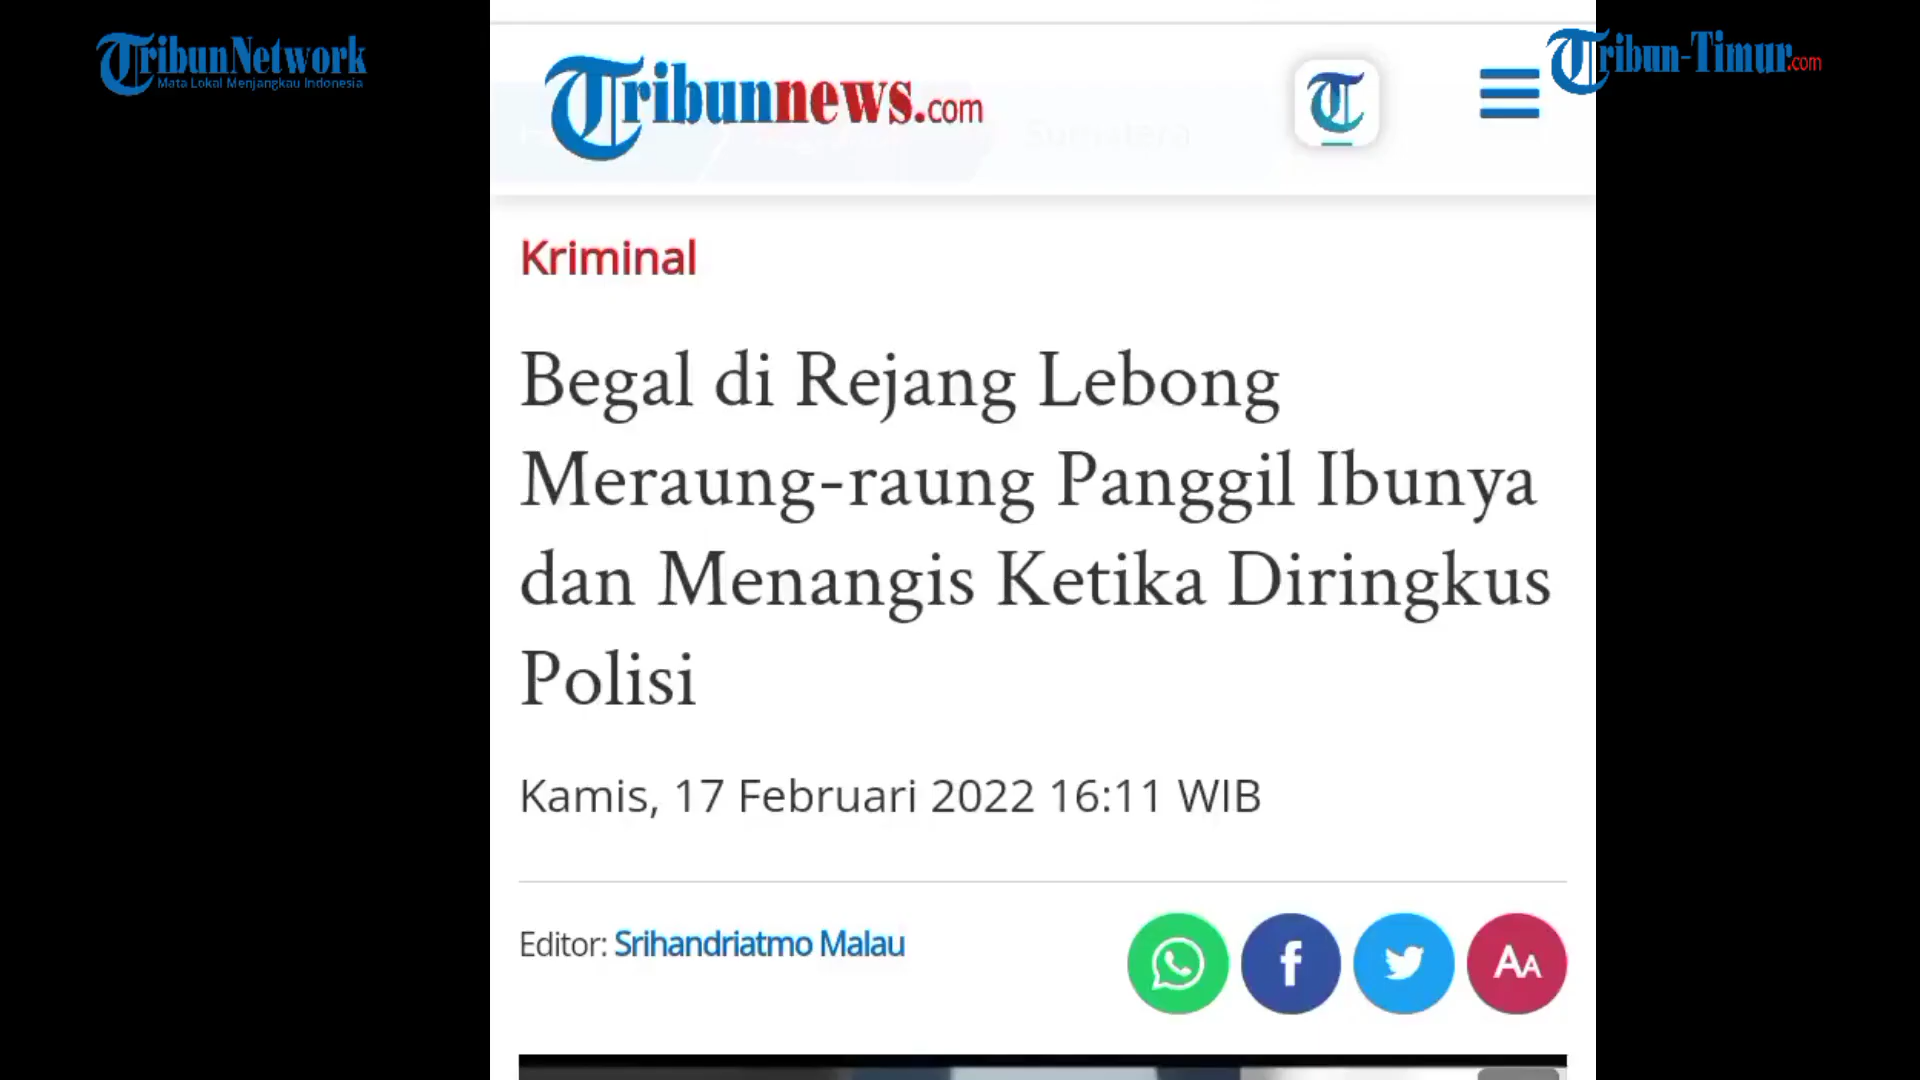 TribunNetwork
Mata Lokal Menjangkau Indonesia
Tribunnews.com
T
Tribun-Timur.com
Sumatera
Kriminal
Begal di Rejang Lebong
Meraung-raung Panggil Ibunya
dan Menangis Ketika Diringkus
Polisi
Kamis, 17 Februari 2022 16:11 WIB
Editor: Srihandriatmo Malau
f
AA